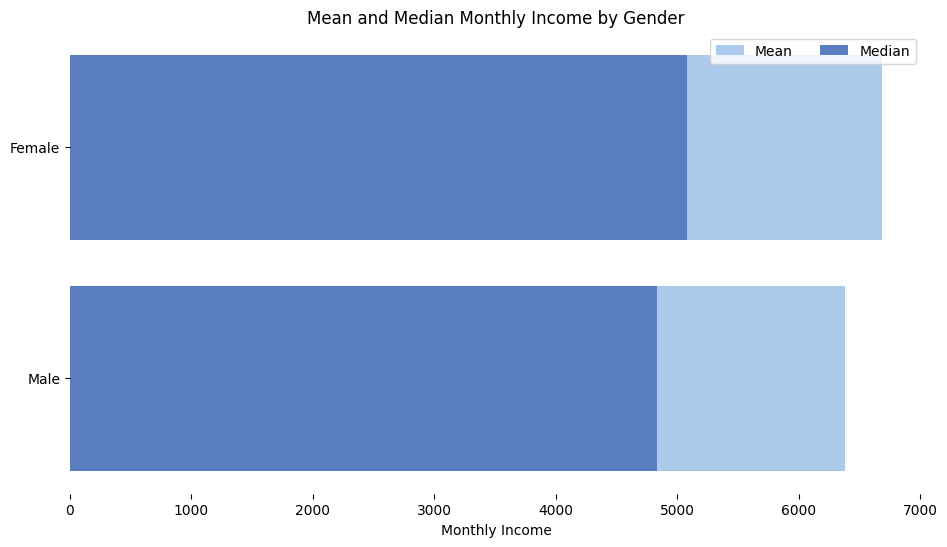 Mean and Median Monthly Income by Gender
Mean Median
Female
Male
0 1000 2000 3000 4000 5000 6000 7000
Monthly Income